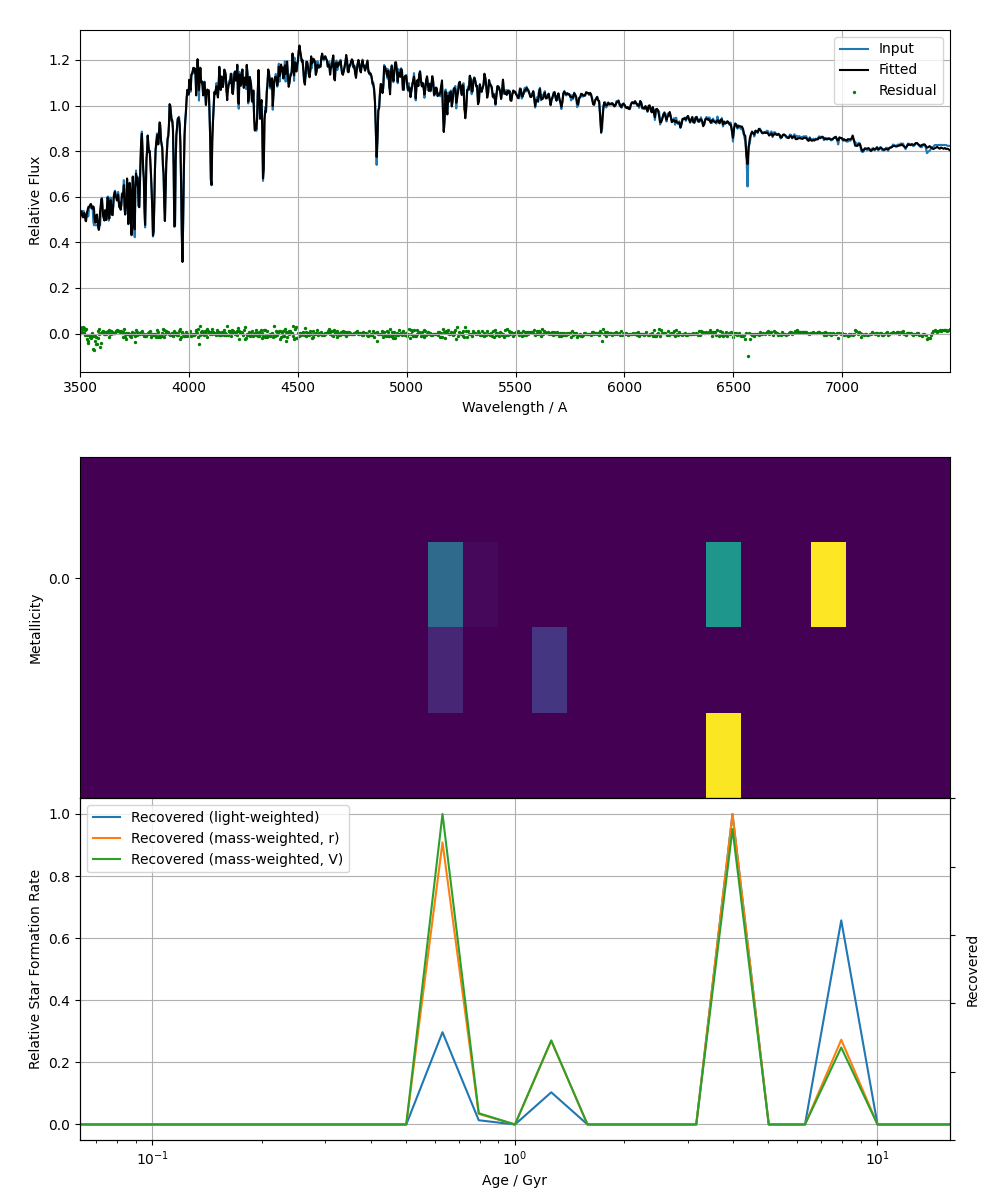 1.2
1.0
0.8
0.6
0.4
0.2
0.0
Relative Flux
Input
Fitted
Residual
3500 4000 4500 5000 5500 6000 6500 7000
Wavelength / A
0.0
Metallicity
Recovered (light-weighted)
Recovered (mass-weighted, r)
Recovered (mass-weighted, V)
1.0
0.8
0.6
0.4
0.2
0.0
Relative Star Formation Rate
Recovered
10⁻¹ 10⁰ 10¹
Age / Gyr